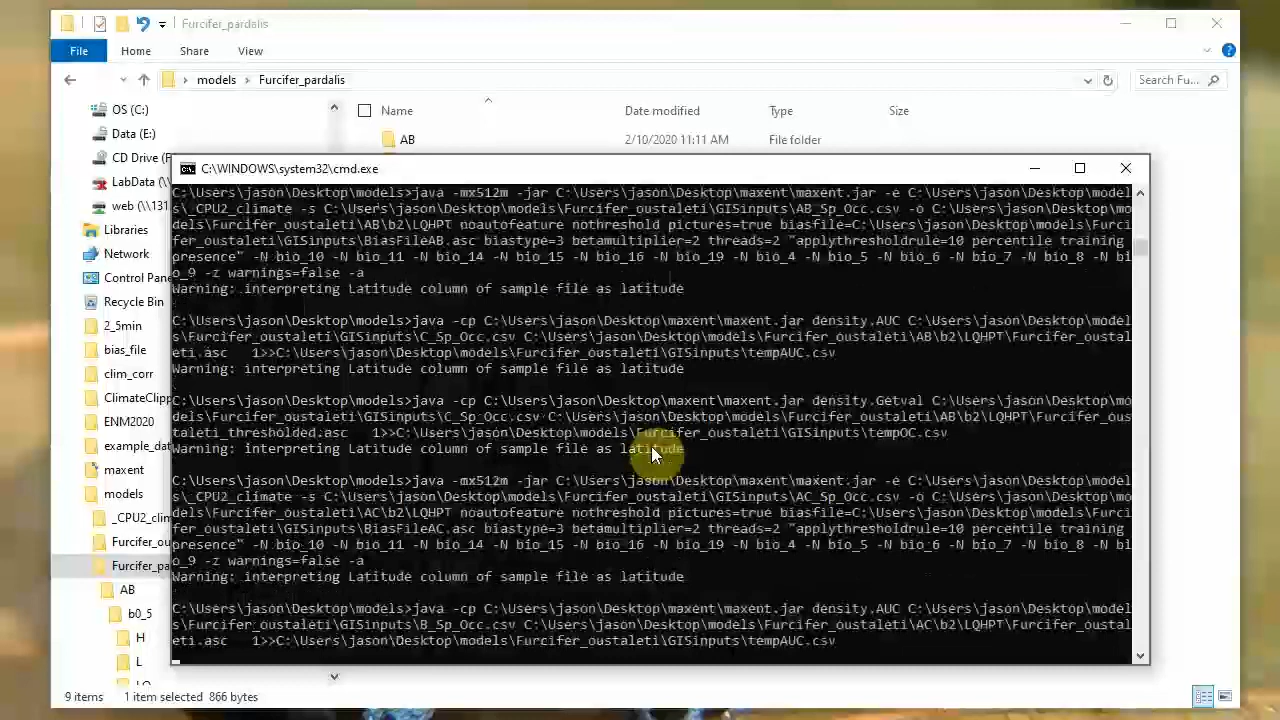 Furcifer_pardalis
File
Home
Share
View
models
Furcifer_pardalis
Search Fu...
Name
Date modified
Type
Size
AB
2/10/2020 11:11 AM
File folder
OS (C:)
Data (E:)
CD Drive (F
LabData (\\
web (\\131
Libraries
Network
Control Pane
Recycle Bin
2_5min
bias_file
clim_corr
ClimateClipp
ENM2020
example_dat
maxent
models
_CPU2_clim
Furcifer_ou
Furcifer_pa
AB
b0_5
H
L
LQ
C:\WINDOWS\system32\cmd.exe
C:\Users\jason\Desktop\models>java -mx512m -jar C:\Users\jason\Desktop\maxent\maxent.jar -e C:\Users\jason\Desktop\model
s\_CPU2_climate -s C:\Users\jason\Desktop\models\Furcifer_oustaleti\GISinputs\AB_Sp_Occ.csv -o C:\Users\jason\Desktop\mo
dels\Furcifer_oustaleti\AB\b2\LQHPT noautofeature nothreshold pictures=true biasfile=C:\Users\jason\Desktop\models\Furci
fer_oustaleti\GISinputs\BiasFileAB.asc biastype=3 betamultiplier=2 threads=2 "applythresholdrule=10 percentile training
presence" -N bio_10 -N bio_11 -N bio_14 -N bio_15 -N bio_16 -N bio_19 -N bio_4 -N bio_5 -N bio_6 -N bio_7 -N bio_8 -N bi
o_9 -z warnings=false -a
Warning: interpreting Latitude column of sample file as latitude
C:\Users\jason\Desktop\models>java -cp C:\Users\jason\Desktop\maxent\maxent.jar density.AUC C:\Users\jason\Desktop\model
s\Furcifer_oustaleti\GISinputs\C_Sp_Occ.csv C:\Users\jason\Desktop\models\Furcifer_oustaleti\AB\b2\LQHPT\Furcifer_oustal
eti.asc   1>>C:\Users\jason\Desktop\models\Furcifer_oustaleti\GISinputs\tempAUC.csv
Warning: interpreting Latitude column of sample file as latitude
C:\Users\jason\Desktop\models>java -cp C:\Users\jason\Desktop\maxent\maxent.jar density.Getval C:\Users\jason\Desktop\mo
dels\Furcifer_oustaleti\GISinputs\C_Sp_Occ.csv C:\Users\jason\Desktop\models\Furcifer_oustaleti\AB\b2\LQHPT\Furcifer_ous
taleti_thresholded.asc   1>>C:\Users\jason\Desktop\models\Furcifer_oustaleti\GISinputs\tempOC.csv
Warning: interpreting Latitude column of sample file as latitude
C:\Users\jason\Desktop\models>java -mx512m -jar C:\Users\jason\Desktop\maxent\maxent.jar -e C:\Users\jason\Desktop\model
s\_CPU2_climate -s C:\Users\jason\Desktop\models\Furcifer_oustaleti\GISinputs\AC_Sp_Occ.csv -o C:\Users\jason\Desktop\mo
dels\Furcifer_oustaleti\AC\b2\LQHPT noautofeature nothreshold pictures=true biasfile=C:\Users\jason\Desktop\models\Furci
fer_oustaleti\GISinputs\BiasFileAC.asc biastype=3 betamultiplier=2 threads=2 "applythresholdrule=10 percentile training
presence" -N bio_10 -N bio_11 -N bio_14 -N bio_15 -N bio_16 -N bio_19 -N bio_4 -N bio_5 -N bio_6 -N bio_7 -N bio_8 -N bi
o_9 -z warnings=false -a
Warning: interpreting Latitude column of sample file as latitude
C:\Users\jason\Desktop\models>java -cp C:\Users\jason\Desktop\maxent\maxent.jar density.AUC C:\Users\jason\Desktop\model
s\Furcifer_oustaleti\GISinputs\B_Sp_Occ.csv C:\Users\jason\Desktop\models\Furcifer_oustaleti\AC\b2\LQHPT\Furcifer_oustal
eti.asc   1>>C:\Users\jason\Desktop\models\Furcifer_oustaleti\GISinputs\tempAUC.csv
9 items
1 item selected 866 bytes